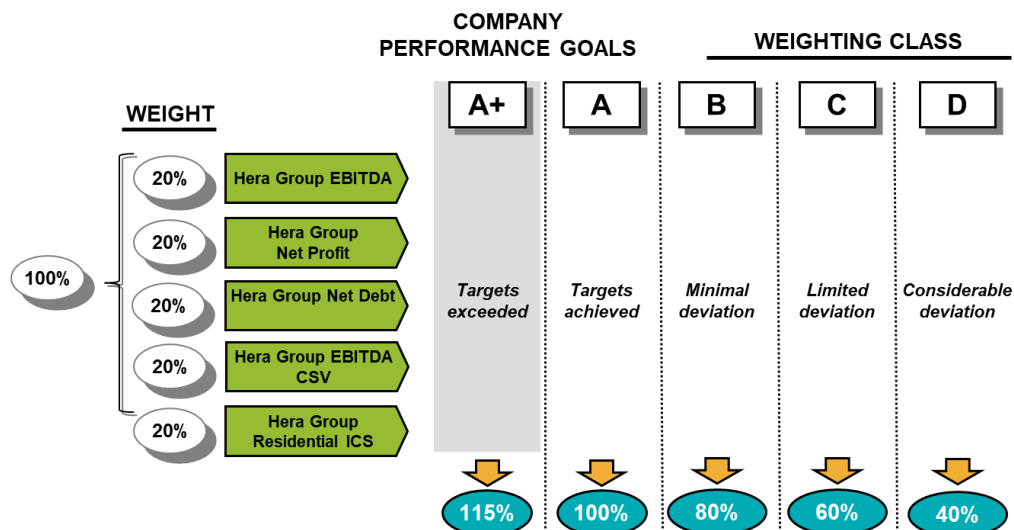 COMPANY
PERFORMANCE GOALS
WEIGHTING CLASS
WEIGHT
A+
A
B
C
D
100%
20%
Hera Group EBITDA
20%
Hera Group
Net Profit
20%
Hera Group Net Debt
20%
Hera Group EBITDA
CSV
20%
Hera Group
Residential ICS
Targets
exceeded
Targets
achieved
Minimal
deviation
Limited
deviation
Considerable
deviation
115%
100%
80%
60%
40%